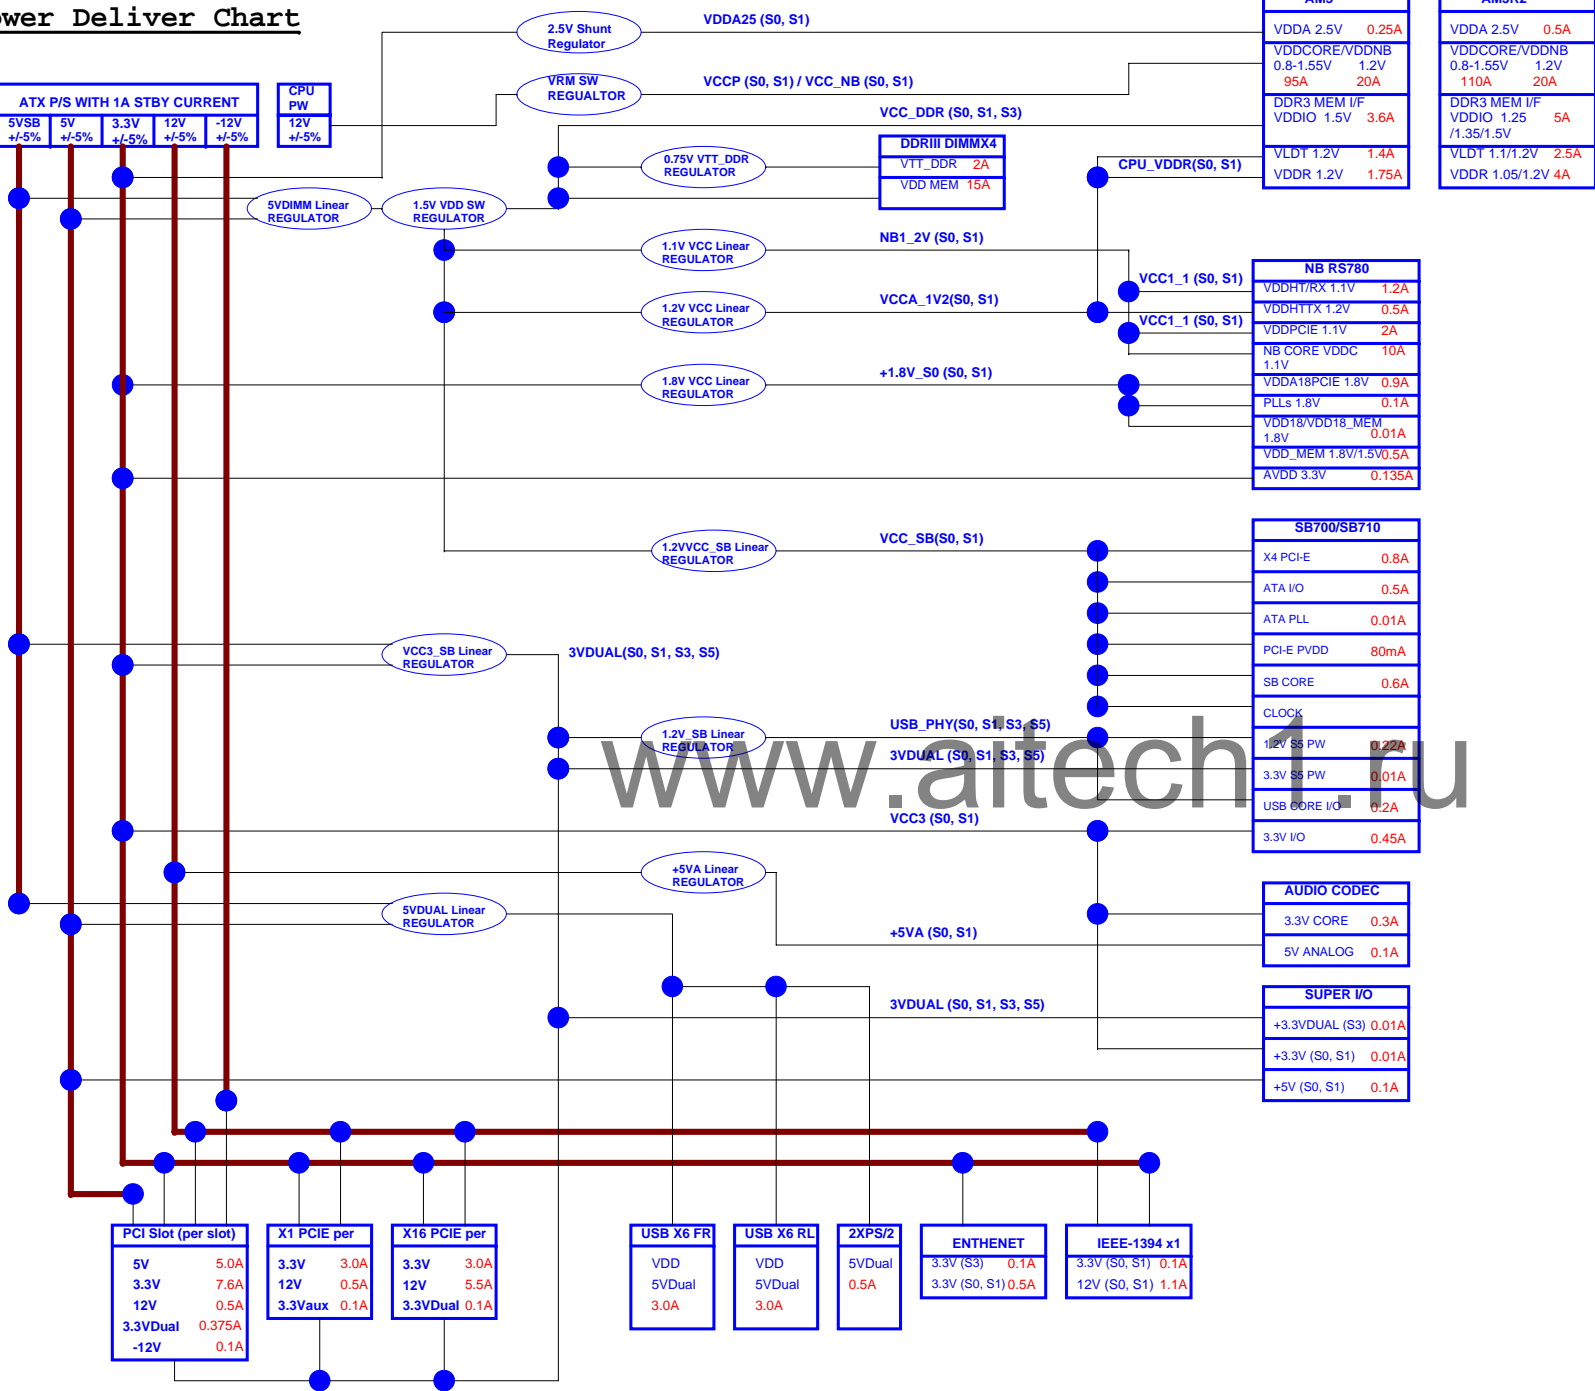 ower Deliver Chart
ATX P/S WITH 1A STBY CURRENT
5VSB +/-5%
5V +/-5%
3.3V +/-5%
12V +/-5%
-12V +/-5%
CPU PW
12V +/-5%
2.5V Shunt Regulator
VDDA25 (S0, S1)
VRM SW REGUALTOR
VCCP (S0, S1) / VCC_NB (S0, S1)
VCC_DDR (S0, S1, S3)
0.75V VTT_DDR REGULATOR
DDRIII DIMMX4
VTT_DDR 2A
VDD MEM 15A
CPU_VDDR(S0, S1)
5VDIMM Linear REGULATOR
1.5V VDD SW REGULATOR
AM3
VDDA 2.5V 0.25A
VDDCORE/VDDNB
0.8-1.55V 1.2V
95A 20A
DDR3 MEM I/F
VDDIO 1.5V 3.6A
VLDT 1.2V 1.4A
VDDR 1.2V 1.75A
AM3R2
VDDA 2.5V 0.5A
VDDCORE/VDDNB
0.8-1.55V 1.2V
110A 20A
DDR3 MEM I/F
VDDIO 1.25 5A
/1.35/1.5V
VLDT 1.1/1.2V 2.5A
VDDR 1.05/1.2V 4A
1.1V VCC Linear REGULATOR
NB1_2V (S0, S1)
VCC1_1 (S0, S1)
1.2V VCC Linear REGULATOR
VCCA_1V2(S0, S1)
VCC1_1 (S0, S1)
1.8V VCC Linear REGULATOR
+1.8V_S0 (S0, S1)
NB RS780
VDDHT/RX 1.1V 1.2A
VDDHTTX 1.2V 0.5A
VDDPCIE 1.1V 2A
NB CORE VDDC 10A
1.1V
VDDA18PCIE 1.8V 0.9A
PLLs 1.8V 0.1A
VDD18/VDD18_MEM
1.8V 0.01A
VDD_MEM 1.8V/1.5V 0.5A
AVDD 3.3V 0.135A
1.2VVCC_SB Linear REGULATOR
VCC_SB(S0, S1)
SB700/SB710
X4 PCI-E 0.8A
ATA I/O 0.5A
ATA PLL 0.01A
PCI-E PVDD 80mA
SB CORE 0.6A
CLOCK
1.2V S5 PW 0.22A
3.3V S5 PW 0.01A
USB CORE I/O 0.2A
3.3V I/O 0.45A
VCC3_SB Linear REGULATOR
3VDUAL(S0, S1, S3, S5)
1.2V_SB Linear REGULATOR
USB_PHY(S0, S1, S3, S5)
3VDUAL (S0, S1, S3, S5)
www.aitech1.ru
VCC3 (S0, S1)
+5VA Linear REGULATOR
5VDUAL Linear REGULATOR
+5VA (S0, S1)
AUDIO CODEC
3.3V CORE 0.3A
5V ANALOG 0.1A
3VDUAL (S0, S1, S3, S5)
SUPER I/O
+3.3VDUAL (S3) 0.01A
+3.3V (S0, S1) 0.01A
+5V (S0, S1) 0.1A
PCI Slot (per slot)
5V 5.0A
3.3V 7.6A
12V 0.5A
3.3VDual 0.375A
-12V 0.1A
X1 PCIE per
3.3V 3.0A
12V 0.5A
3.3Vaux 0.1A
X16 PCIE per
3.3V 3.0A
12V 5.5A
3.3VDual 0.1A
USB X6 FR
VDD
5VDual
3.0A
USB X6 RL
VDD
5VDual
3.0A
2XPS/2
5VDual
0.5A
ENTHENET
3.3V (S3) 0.1A
3.3V (S0, S1) 0.5A
IEEE-1394 x1
3.3V (S0, S1) 0.1A
12V (S0, S1) 1.1A